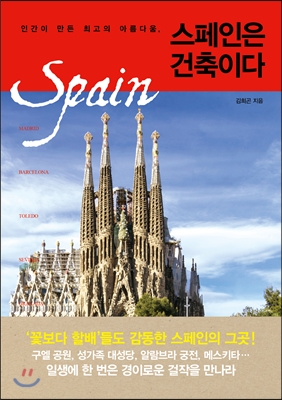 인간이 만든 최고의 아름다움,
스페인은
건축이다
Spain
김희곤 지음
MADRID
BARCELONA
TOLEDO
'꽃보다 할배'들도 감동한 스페인의 그곳!
구엘 공원, 성가족 대성당, 알람브라 궁전, 메스키타…
일생에 한 번은 경이로운 걸작을 만나라